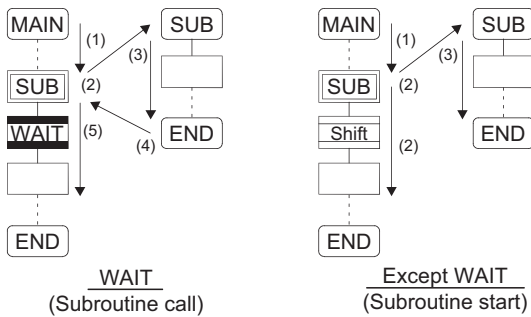 MAIN
(1)
SUB
(2)
WAIT
(5)
END
SUB
(3)
END
(4)
WAIT
(Subroutine call)
MAIN
(1)
SUB
(2)
Shift
(2)
END
SUB
(3)
END
Except WAIT
(Subroutine start)